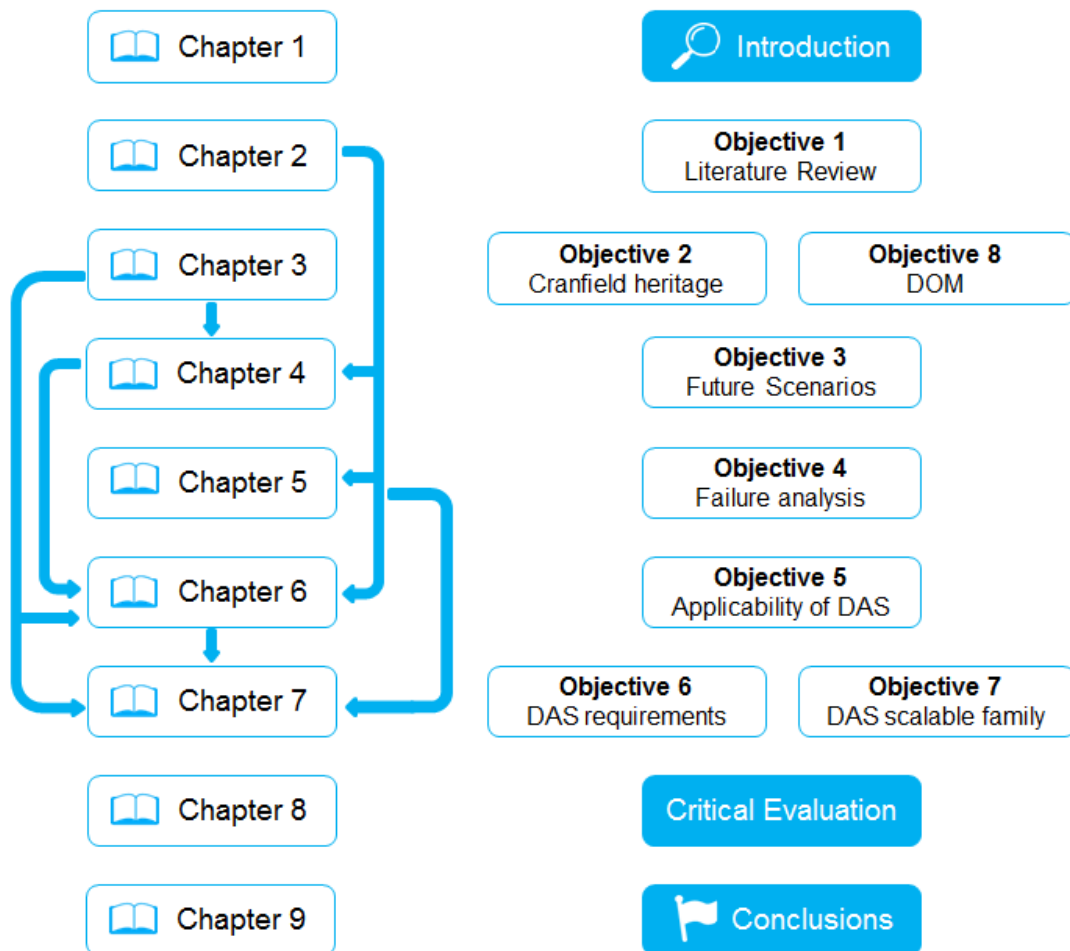 Chapter 1
Introduction
Chapter 2
Objective 1
Literature Review
Chapter 3
Objective 2
Cranfield heritage
Objective 8
DOM
Chapter 4
Objective 3
Future Scenarios
Chapter 5
Objective 4
Failure analysis
Chapter 6
Objective 5
Applicability of DAS
Chapter 7
Objective 6
DAS requirements
Objective 7
DAS scalable family
Chapter 8
Critical Evaluation
Chapter 9
Conclusions